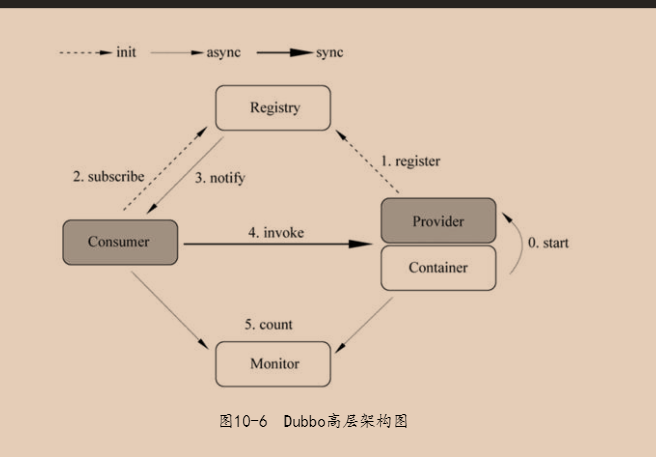 init async sync
Registry
1. register
2. subscribe
3. notify
Provider
Consumer
4. invoke
0. start
Container
5. count
Monitor
图10-6 Dubbo高层架构图